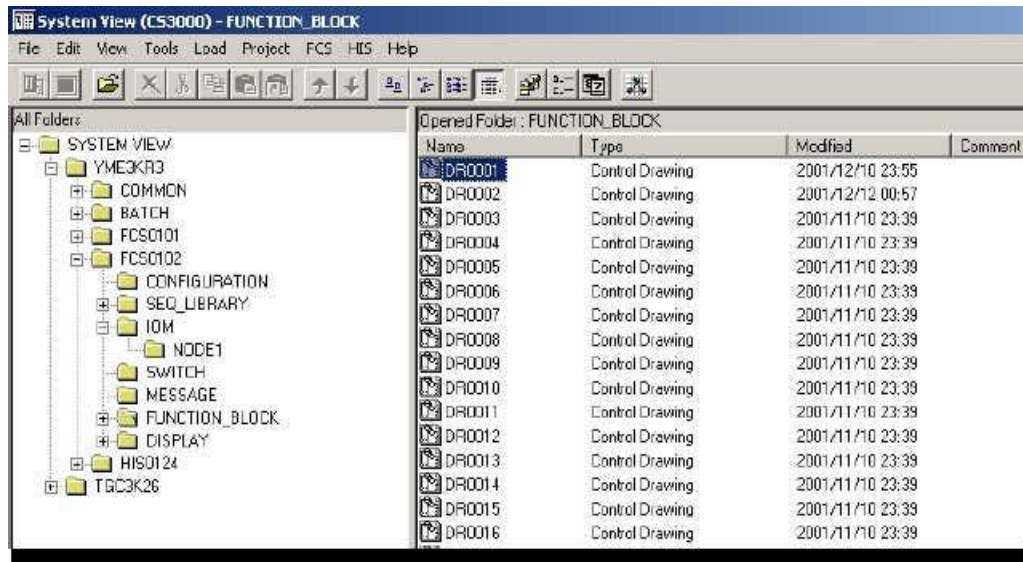 System View (CS3000) - FUNCTION_BLOCK
File Edit View Tools Load Project FCS HIS Help
All Folders
SYSTEM VIEW
YME3KR3
COMMON
BATCH
FCS0101
FCS0102
CONFIGURATION
SEQ_LIBRARY
IOM
NODE1
SWITCH
MESSAGE
FUNCTION_BLOCK
DISPLAY
HIS0124
TGC3K26
Opened Folder : FUNCTION_BLOCK
Name Type Modified Comment
DR0001 Control Drawing 2001/12/10 23:55
DR0002 Control Drawing 2001/12/12 00:57
DR0003 Control Drawing 2001/11/10 23:39
DR0004 Control Drawing 2001/11/10 23:39
DR0005 Control Drawing 2001/11/10 23:39
DR0006 Control Drawing 2001/11/10 23:39
DR0007 Control Drawing 2001/11/10 23:39
DR0008 Control Drawing 2001/11/10 23:39
DR0009 Control Drawing 2001/11/10 23:39
DR0010 Control Drawing 2001/11/10 23:39
DR0011 Control Drawing 2001/11/10 23:39
DR0012 Control Drawing 2001/11/10 23:39
DR0013 Control Drawing 2001/11/10 23:39
DR0014 Control Drawing 2001/11/10 23:39
DR0015 Control Drawing 2001/11/10 23:39
DR0016 Control Drawing 2001/11/10 23:39